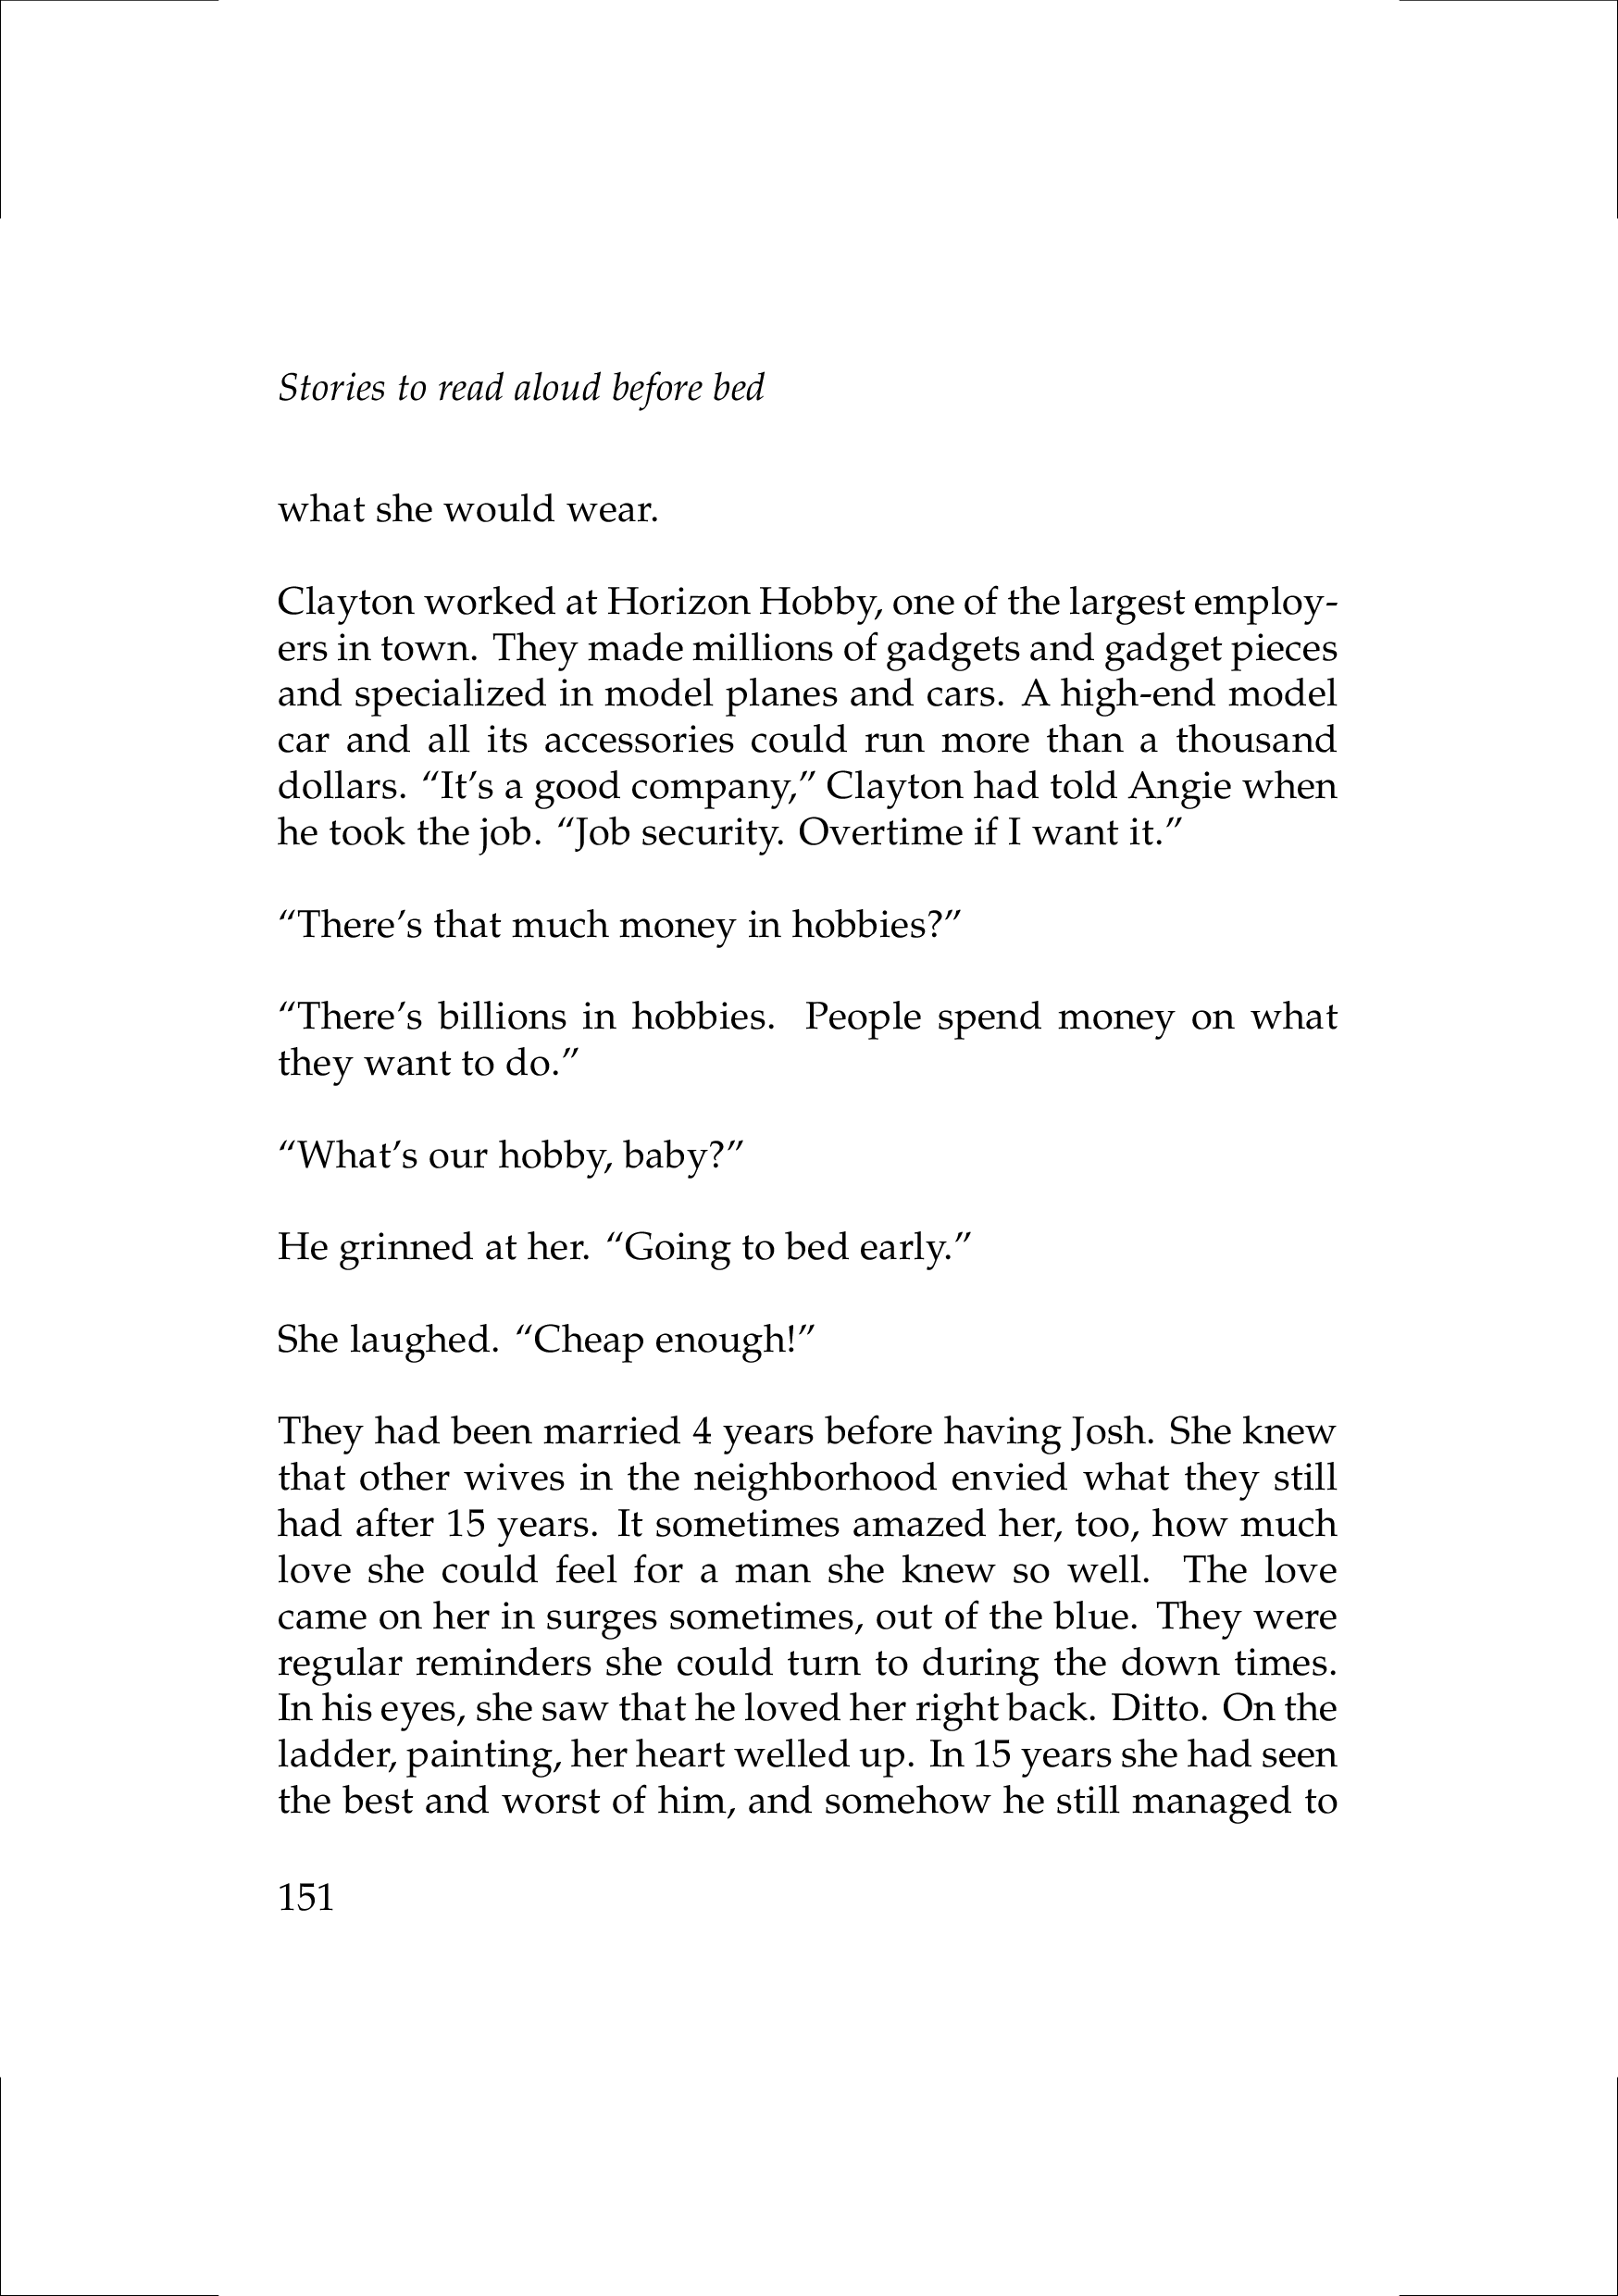 Stories to read aloud before bed
what she would wear.
Clayton worked at Horizon Hobby, one of the largest employ-
ers in town. They made millions of gadgets and gadget pieces
and specialized in model planes and cars. A high-end model
car and all its accessories could run more than a thousand
dollars. “It’s a good company,” Clayton had told Angie when
he took the job. “Job security. Overtime if I want it.”
“There’s that much money in hobbies?”
“There’s billions in hobbies. People spend money on what
they want to do.”
“What’s our hobby, baby?”
He grinned at her. “Going to bed early.”
She laughed. “Cheap enough!”
They had been married 4 years before having Josh. She knew
that other wives in the neighborhood envied what they still
had after 15 years. It sometimes amazed her, too, how much
love she could feel for a man she knew so well. The love
came on her in surges sometimes, out of the blue. They were
regular reminders she could turn to during the down times.
In his eyes, she saw that he loved her right back. Ditto. On the
ladder, painting, her heart welled up. In 15 years she had seen
the best and worst of him, and somehow he still managed to
151